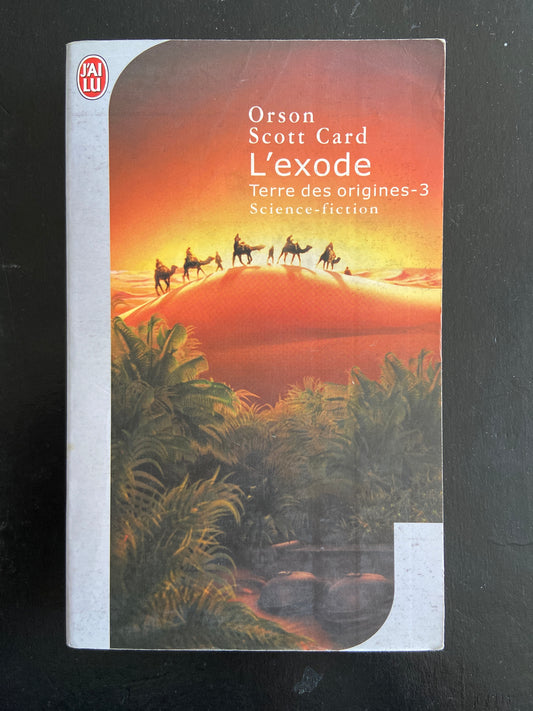 J'AI
LU
Orson
Scott Card
L'exode
Terre des origines-3
Science-fiction